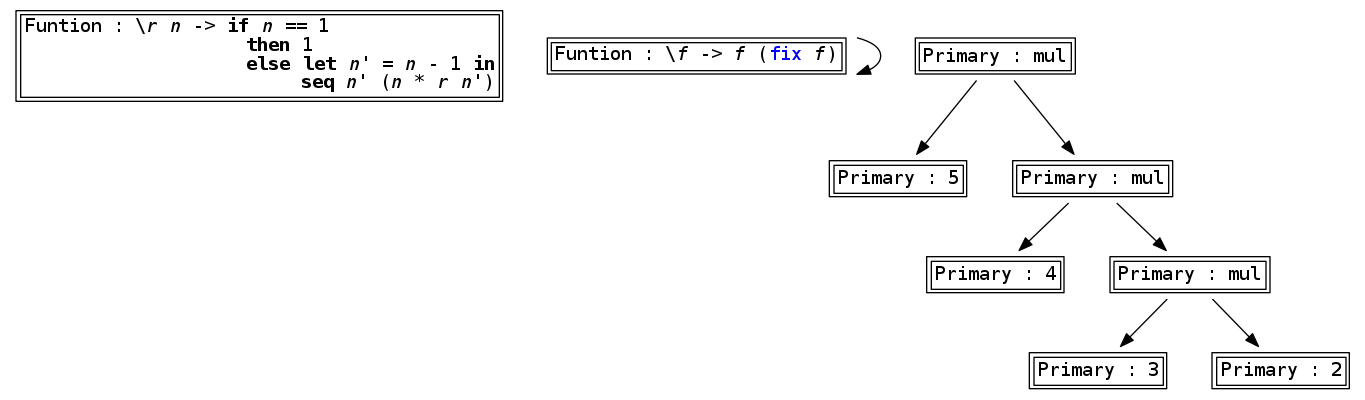 Funtion : \r n -> if n == 1
then 1
else let n' = n - 1 in
seq n' (n * r n')
Funtion : \f -> f (fix f)
Primary : mul
Primary : 5
Primary : mul
Primary : 4
Primary : mul
Primary : 3
Primary : 2